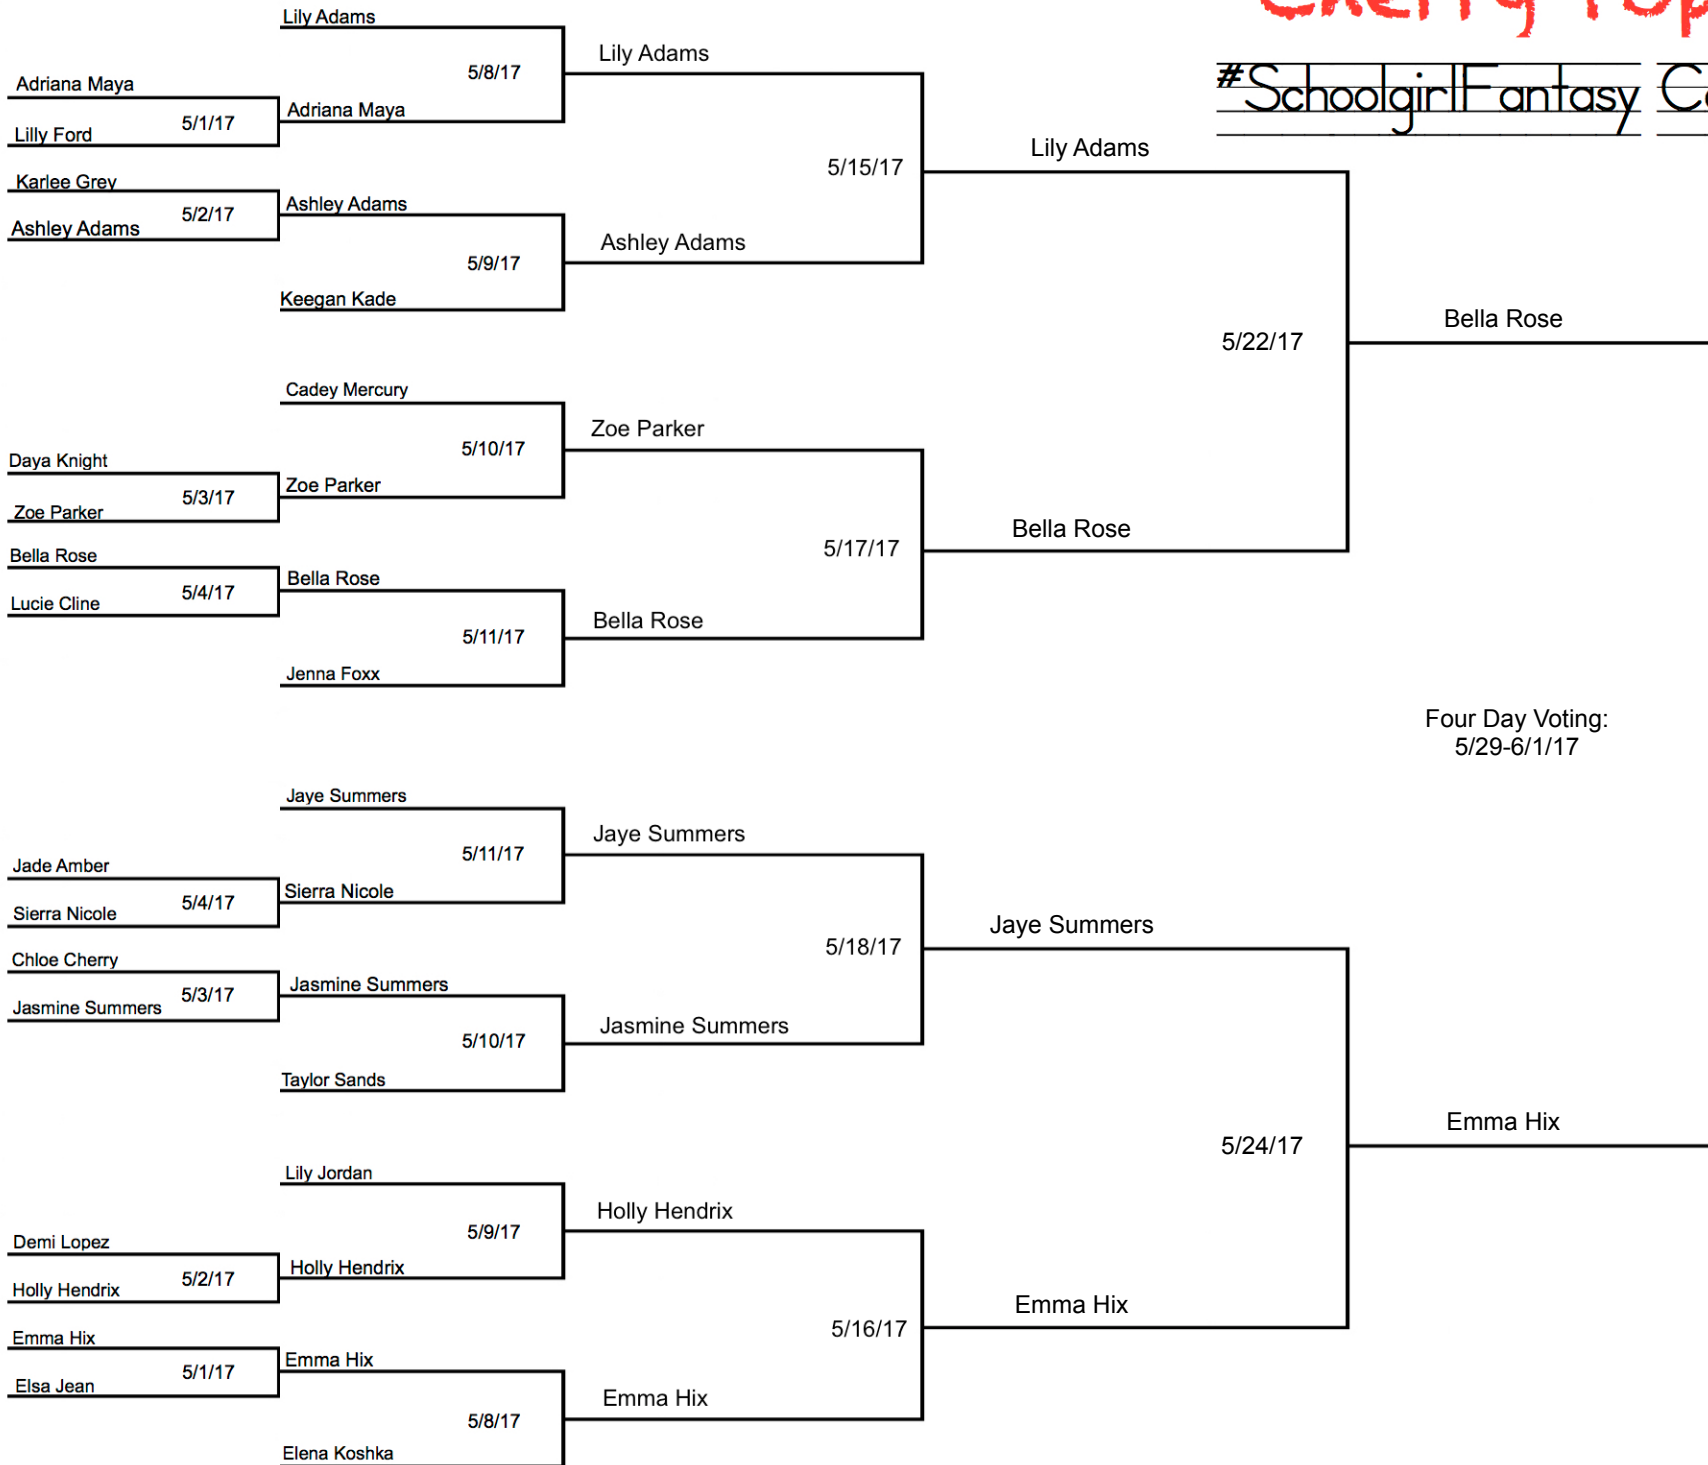 Cherry Pop
#SchoolgirlFantasy Co
Lily Adams
5/8/17
Adriana Maya
Adriana Maya
5/1/17
Lilly Ford
Karlee Grey
5/2/17
Ashley Adams
Ashley Adams
5/9/17
Keegan Kade
Lily Adams
5/15/17
Ashley Adams
Lily Adams
5/22/17
Bella Rose
Cadey Mercury
5/10/17
Zoe Parker
Daya Knight
5/3/17
Zoe Parker
Bella Rose
5/4/17
Lucie Cline
Bella Rose
5/11/17
Jenna Foxx
Zoe Parker
5/17/17
Bella Rose
Bella Rose
Four Day Voting:
5/29-6/1/17
Jaye Summers
5/11/17
Sierra Nicole
Jade Amber
5/4/17
Sierra Nicole
Chloe Cherry
5/3/17
Jasmine Summers
Jasmine Summers
5/10/17
Taylor Sands
Jaye Summers
5/18/17
Jasmine Summers
Jaye Summers
5/24/17
Emma Hix
Lily Jordan
5/9/17
Holly Hendrix
Demi Lopez
5/2/17
Holly Hendrix
Emma Hix
5/1/17
Elsa Jean
Emma Hix
5/8/17
Elena Koshka
Holly Hendrix
5/16/17
Emma Hix
Emma Hix